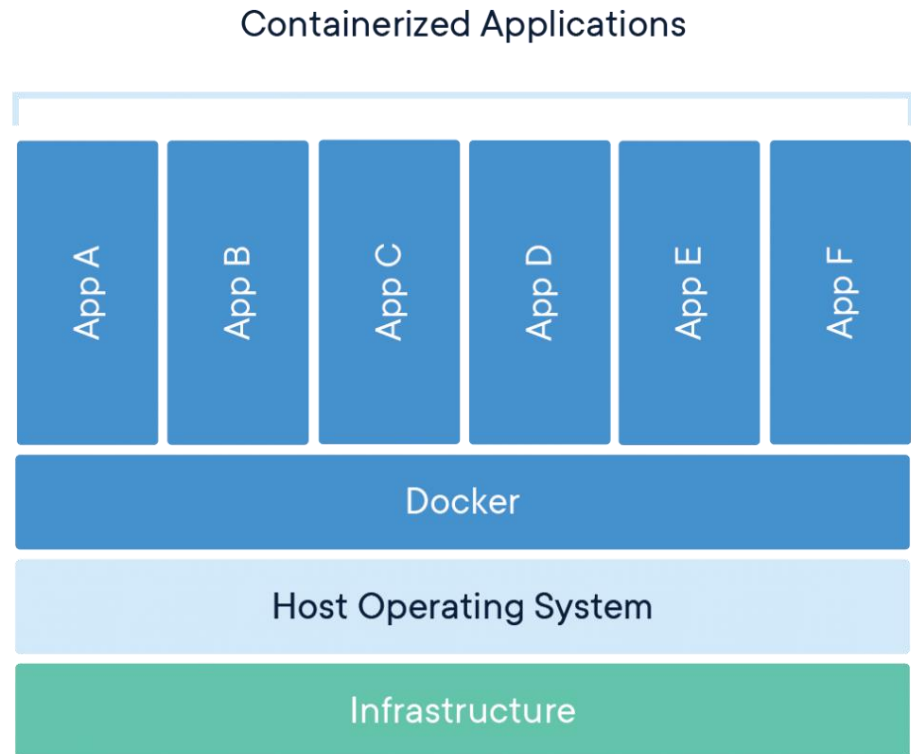 Containerized Applications
App A
App B
App C
App D
App E
App F
Docker
Host Operating System
Infrastructure